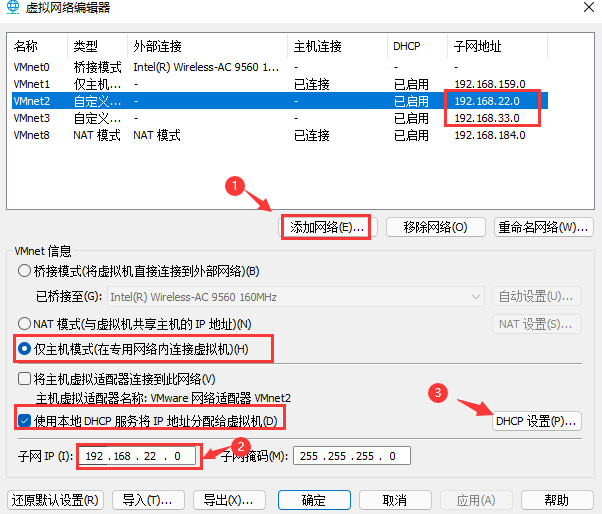 虚拟网络编辑器
名称 类型 外部连接 主机连接 DHCP 子网地址
VMnet0 桥接模式 Intel(R) Wireless-AC 9560 1... - - -
VMnet1 仅主机... - 已连接 已启用 192.168.159.0
VMnet2 自定义... - - 已启用 192.168.22.0
VMnet3 自定义... - - 已启用 192.168.33.0
VMnet8 NAT 模式 NAT 模式 已连接 已启用 192.168.184.0
1
添加网络(E)... 移除网络(O) 重命名网络(W)...
VMnet 信息
桥接模式(将虚拟机直接连接到外部网络)(B)
已桥接至(G): Intel(R) Wireless-AC 9560 160MHz 自动设置(U)...
NAT 模式(与虚拟机共享主机的 IP 地址)(N) NAT 设置(S)...
仅主机模式(在专用网络内连接虚拟机)(H)
将主机虚拟适配器连接到此网络(V)
主机虚拟适配器名称: VMware 网络适配器 VMnet2
3
使用本地 DHCP 服务将 IP 地址分配给虚拟机(D) DHCP 设置(P)...
2
子网 IP (I): 192 . 168 . 22 . 0 子网掩码(M): 255 . 255 . 255 . 0
还原默认设置(R) 导入(T)... 导出(X)... 确定 取消 应用(A) 帮助